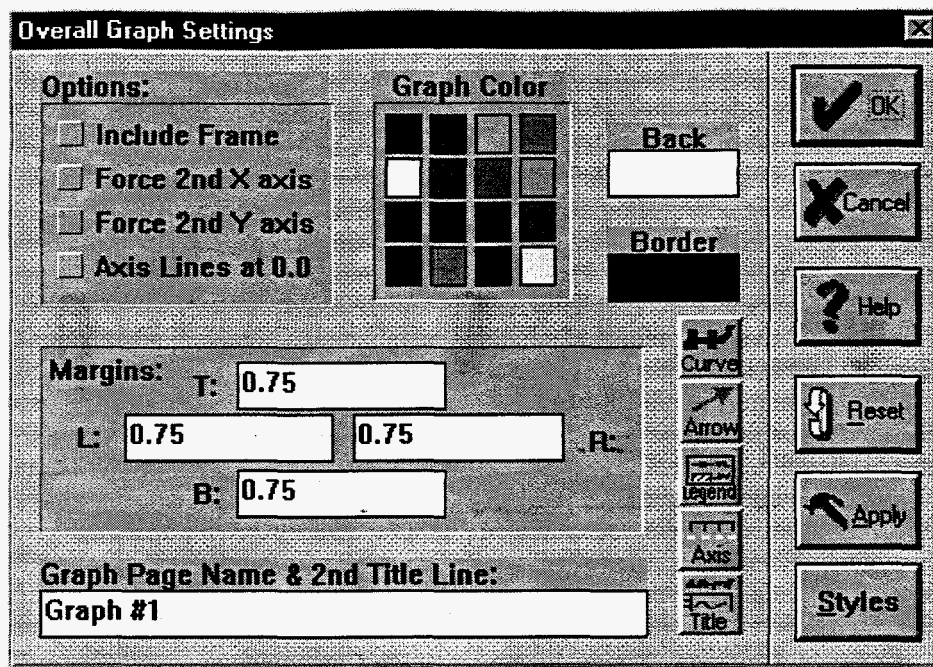 Overall Graph Settings
Options:
Include Frame
Force 2nd X axis
Force 2nd Y axis
Axis Lines at 0.0
Graph Color
Back
Border
OK
Cancel
Help
Reset
Apply
Styles
Margins:
T: 0.75
L: 0.75 0.75 R:
B: 0.75
Curve
Arrow
Legend
Axis
Title
Graph Page Name & 2nd Title Line:
Graph #1